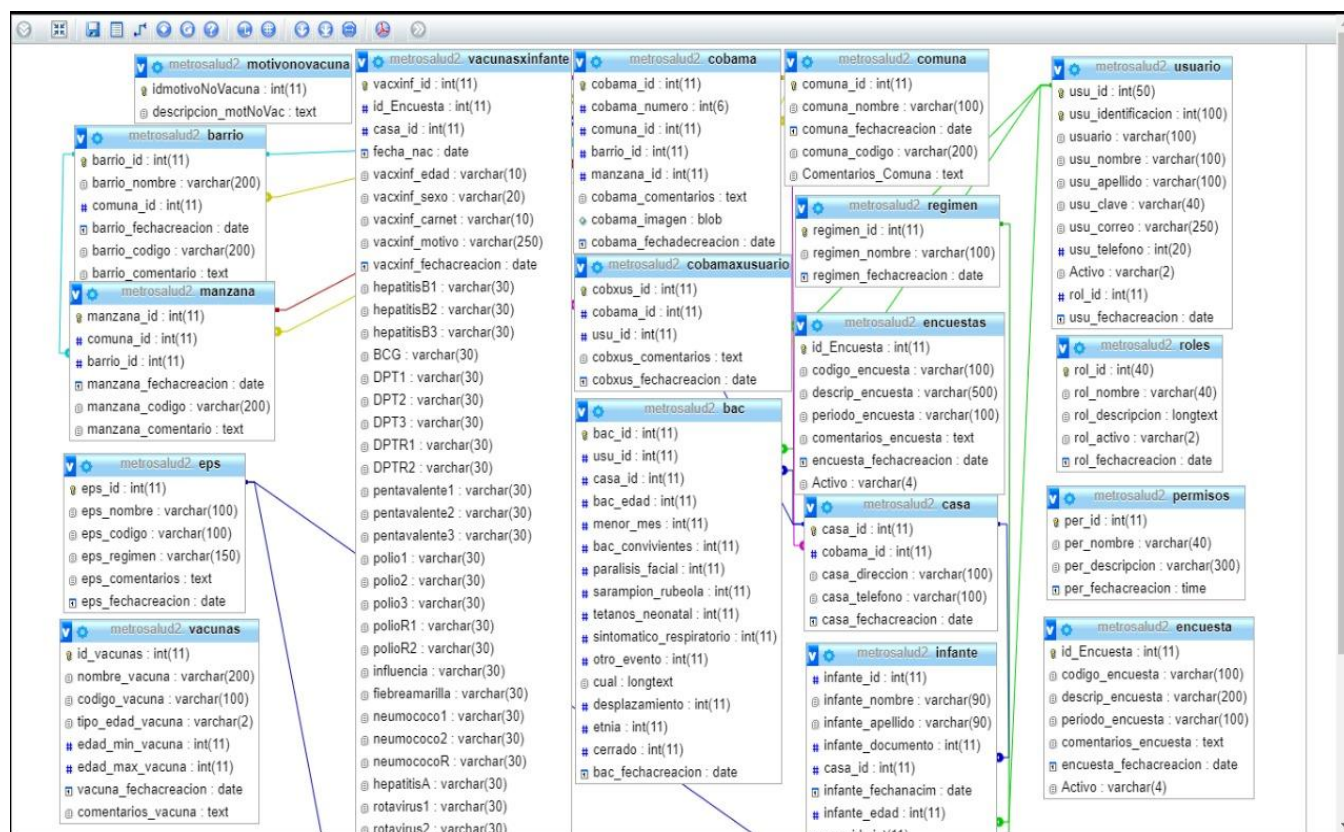 metrosalud2 motivonovacuna
idmotivoNoVacuna : int(11)
descripcion_motNoVac : text
metrosalud2 barrio
barrio_id : int(11)
barrio_nombre : varchar(200)
comuna_id : int(11)
barrio_fechacreacion : date
barrio_codigo : varchar(200)
barrio_comentario : text
metrosalud2 manzana
manzana_id : int(11)
comuna_id : int(11)
barrio_id : int(11)
manzana_fechacreacion : date
manzana_codigo : varchar(200)
manzana_comentario : text
metrosalud2 eps
eps_id : int(11)
eps_nombre : varchar(100)
eps_codigo : varchar(100)
eps_regimen : varchar(150)
eps_comentarios : text
eps_fechacreacion : date
metrosalud2 vacunas
id_vacunas : int(11)
nombre_vacuna : varchar(200)
codigo_vacuna : varchar(100)
tipo_edad_vacuna : varchar(2)
edad_min_vacuna : int(11)
edad_max_vacuna : int(11)
vacuna_fechacreacion : date
comentarios_vacuna : text
metrosalud2 vacunasxinfante
vacxinf_id : int(11)
id_Encuesta : int(11)
casa_id : int(11)
fecha_nac : date
vacxinf_edad : varchar(10)
vacxinf_sexo : varchar(20)
vacxinf_carnet : varchar(10)
vacxinf_motivo : varchar(250)
vacxinf_fechacreacion : date
hepatitisB1 : varchar(30)
hepatitisB2 : varchar(30)
hepatitisB3 : varchar(30)
BCG : varchar(30)
DPT1 : varchar(30)
DPT2 : varchar(30)
DPT3 : varchar(30)
DPTR1 : varchar(30)
DPTR2 : varchar(30)
pentavalente1 : varchar(30)
pentavalente2 : varchar(30)
pentavalente3 : varchar(30)
polio1 : varchar(30)
polio2 : varchar(30)
polio3 : varchar(30)
polioR1 : varchar(30)
polioR2 : varchar(30)
influencia : varchar(30)
fiebreamarilla : varchar(30)
neumococo1 : varchar(30)
neumococo2 : varchar(30)
neumococoR : varchar(30)
hepatitisA : varchar(30)
rotavirus1 : varchar(30)
rotavirus2 : varchar(30)
metrosalud2 cobama
cobama_id : int(11)
cobama_numero : int(6)
comuna_id : int(11)
barrio_id : int(11)
manzana_id : int(11)
cobama_comentarios : text
cobama_imagen : blob
cobama_fechadecreacion : date
metrosalud2 cobamaxusuario
cobxus_id : int(11)
cobama_id : int(11)
usu_id : int(11)
cobxus_comentarios : text
cobxus_fechacreacion : date
metrosalud2 bac
bac_id : int(11)
usu_id : int(11)
casa_id : int(11)
bac_edad : int(11)
menor_mes : int(11)
bac_convivientes : int(11)
paralisis_facial : int(11)
sarampion_rubeola : int(11)
tetanos_neonatal : int(11)
sintomatico_respiratorio : int(11)
otro_evento : int(11)
cual : longtext
desplazamiento : int(11)
etnia : int(11)
cerrado : int(11)
bac_fechacreacion : date
metrosalud2 comuna
comuna_id : int(11)
comuna_nombre : varchar(100)
comuna_fechacreacion : date
comuna_codigo : varchar(200)
Comentarios_Comuna : text
metrosalud2 regimen
regimen_id : int(11)
regimen_nombre : varchar(100)
regimen_fechacreacion : date
metrosalud2 encuestas
id_Encuesta : int(11)
codigo_encuesta : varchar(100)
descrip_encuesta : varchar(500)
periodo_encuesta : varchar(100)
comentarios_encuesta : text
encuesta_fechacreacion : date
Activo : varchar(4)
metrosalud2 casa
casa_id : int(11)
cobama_id : int(11)
casa_direccion : varchar(100)
casa_telefono : varchar(100)
casa_fechacreacion : date
metrosalud2 infante
infante_id : int(11)
infante_nombre : varchar(90)
infante_apellido : varchar(90)
infante_documento : int(11)
casa_id : int(11)
infante_fechanacim : date
infante_edad : int(11)
metrosalud2 usuario
usu_id : int(50)
usu_identificacion : int(100)
usuario : varchar(100)
usu_nombre : varchar(100)
usu_apellido : varchar(100)
usu_clave : varchar(40)
usu_correo : varchar(250)
usu_telefono : int(20)
Activo : varchar(2)
rol_id : int(11)
usu_fechacreacion : date
metrosalud2 roles
rol_id : int(40)
rol_nombre : varchar(40)
rol_descripcion : longtext
rol_activo : varchar(2)
rol_fechacreacion : date
metrosalud2 permisos
per_id : int(11)
per_nombre : varchar(40)
per_descripcion : varchar(300)
per_fechacreacion : time
metrosalud2 encuesta
id_Encuesta : int(11)
codigo_encuesta : varchar(100)
descrip_encuesta : varchar(200)
periodo_encuesta : varchar(100)
comentarios_encuesta : text
encuesta_fechacreacion : date
Activo : varchar(4)